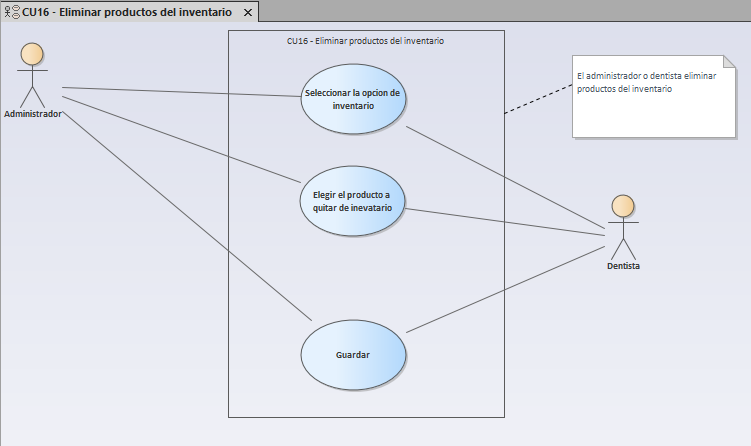 CU16 - Eliminar productos del inventario
CU16 - Eliminar productos del inventario
Administrador
Seleccionar la opcion de
inventario
El administrador o dentista eliminar
productos del inventario
Elegir el producto a
quitar de inevatario
Dentista
Guardar